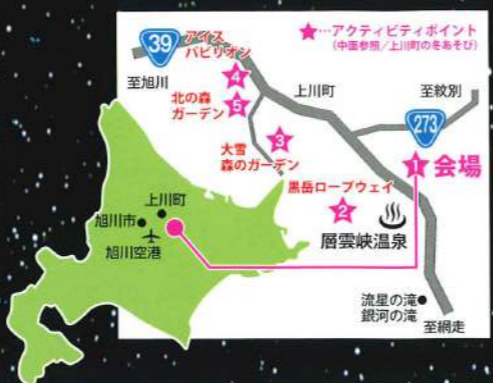 ★…アクティビティポイント
(中面参照/上川町の冬あそび)
39
アイス
パビリオン
至旭川
4
上川町
至紋別
5
北の森
ガーデン
273
3
大雪
森のガーデン
1 会場
黒岳ロープウェイ
2
層雲峡温泉
上川町
旭川市
旭川空港
流星の滝
銀河の滝
至網走